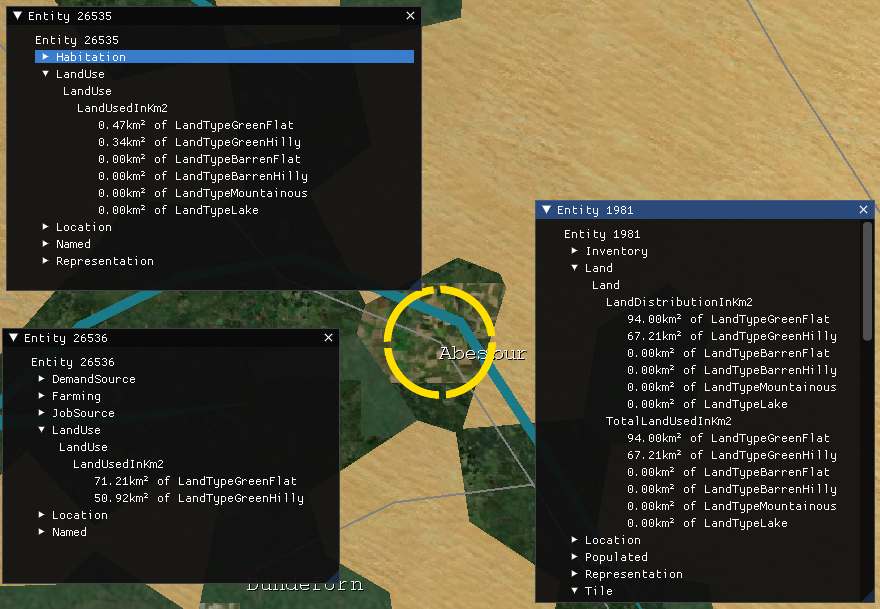 Entity 26535
Entity 26535
Habitation
LandUse
LandUse
LandUsedInKm2
0.47km² of LandTypeGreenFlat
0.34km² of LandTypeGreenHilly
0.00km² of LandTypeBarrenFlat
0.00km² of LandTypeBarrenHilly
0.00km² of LandTypeMountainous
0.00km² of LandTypeLake
Location
Named
Representation
Entity 1981
Entity 1981
Inventory
Land
Land
LandDistributionInKm2
94.00km² of LandTypeGreenFlat
67.21km² of LandTypeGreenHilly
0.00km² of LandTypeBarrenFlat
0.00km² of LandTypeBarrenHilly
0.00km² of LandTypeMountainous
0.00km² of LandTypeLake
TotalLandUsedInKm2
94.00km² of LandTypeGreenFlat
67.21km² of LandTypeGreenHilly
0.00km² of LandTypeBarrenFlat
0.00km² of LandTypeBarrenHilly
0.00km² of LandTypeMountainous
0.00km² of LandTypeLake
Location
Populated
Representation
Tile
Entity 26536
Entity 26536
DemandSource
Farming
JobSource
LandUse
LandUse
LandUsedInKm2
71.21km² of LandTypeGreenFlat
50.92km² of LandTypeGreenHilly
Location
Named